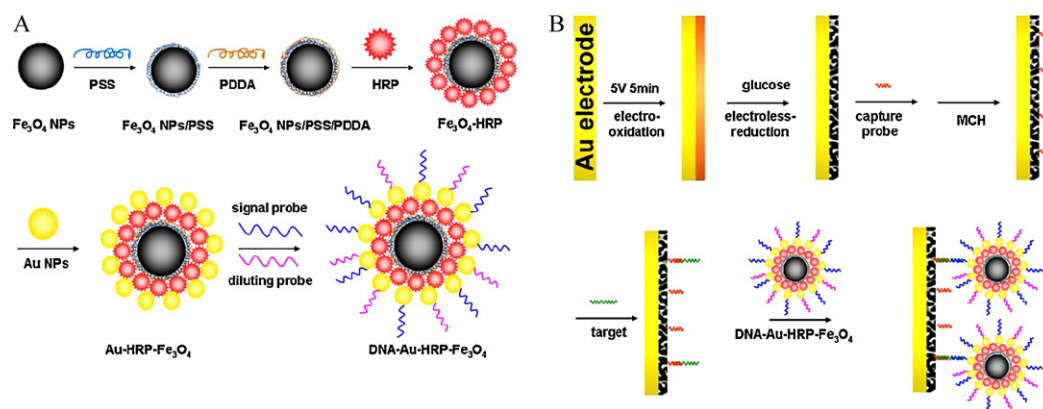 A
PSS
PDDA
HRP
Fe₃O₄ NPs
Fe₃O₄ NPs/PSS
Fe₃O₄ NPs/PSS/PDDA
Fe₃O₄-HRP
Au NPs
signal probe
diluting probe
Au-HRP-Fe₃O₄
DNA-Au-HRP-Fe₃O₄
B
Au electrode
5V 5min
electro-
oxidation
glucose
electroless-
reduction
capture
probe
MCH
target
DNA-Au-HRP-Fe₃O₄